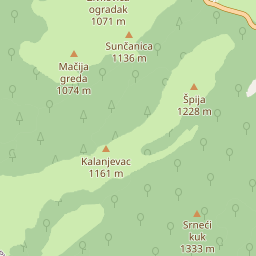 ogradak
1071 m
Sunčanica
1136 m
Mačija
greda
1074 m
Špija
1228 m
Kalanjevac
1161 m
Srneći
kuk
1333 m